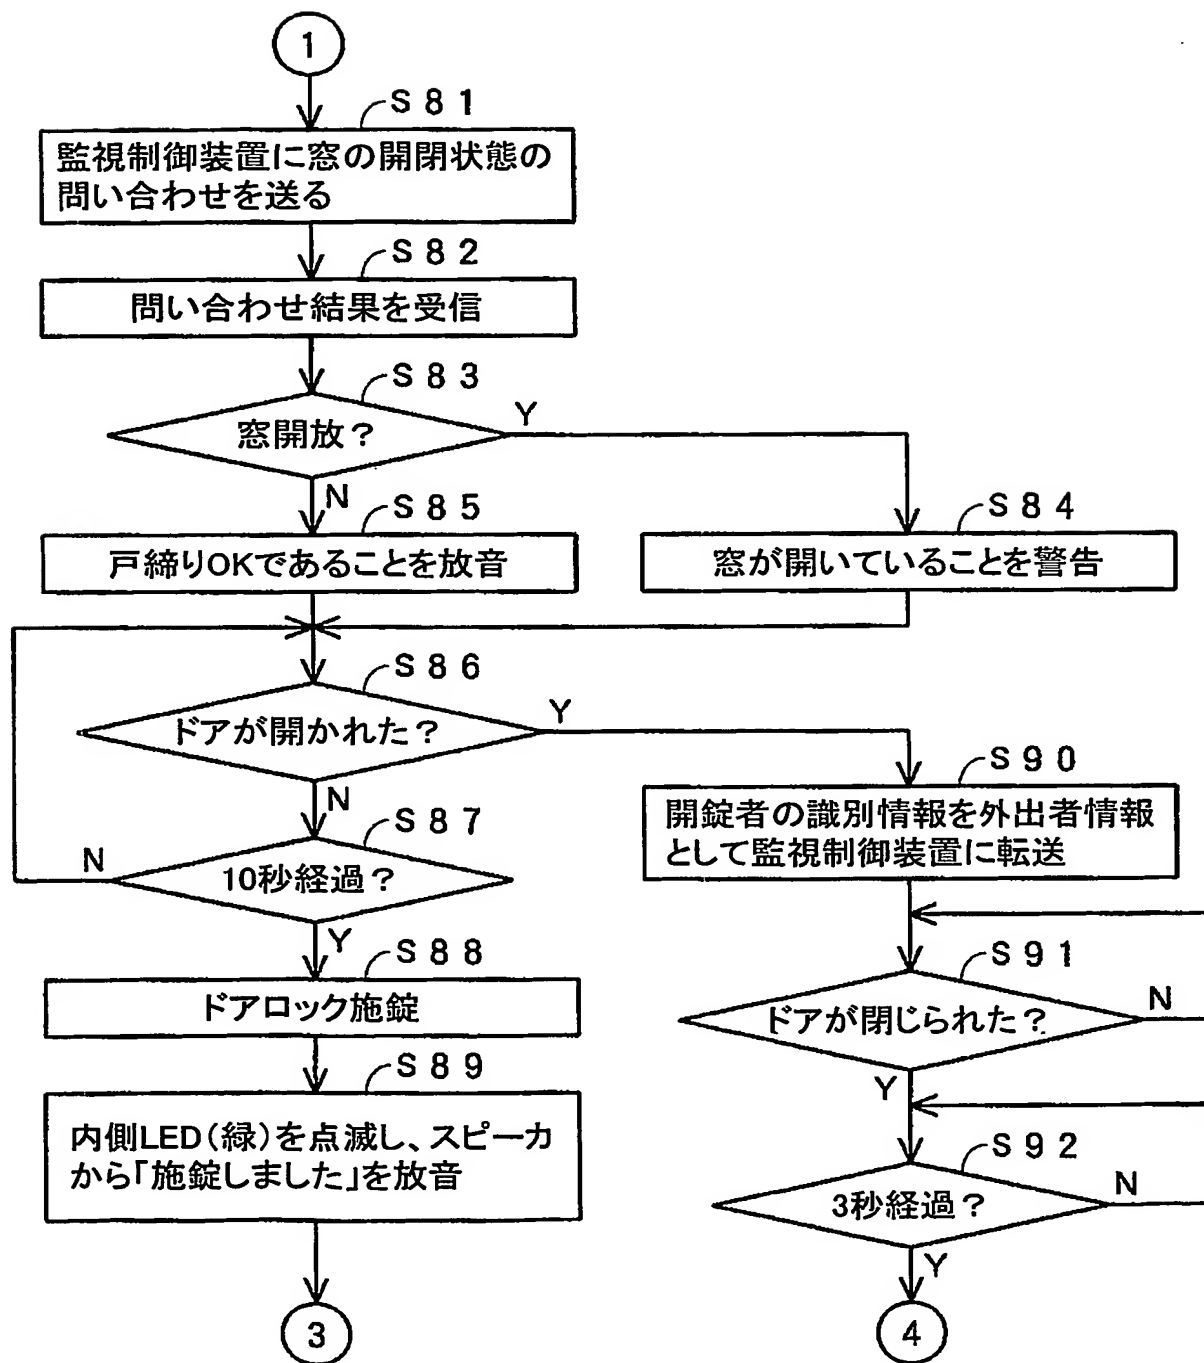 1
S81
監視制御装置に窓の開閉状態の
問い合わせを送る
S82
問い合わせ結果を受信
S83
窓開放？
Y
N
S85
戸締りOKであることを放音
S84
窓が開いていることを警告
S86
ドアが開かれた？
Y
N
S87
10秒経過？
N
Y
S88
ドアロック施錠
S89
内側LED（緑）を点滅し、スピーカ
から「施錠しました」を放音
3
S90
開錠者の識別情報を外出者情報
として監視制御装置に転送
S91
ドアが閉じられた？
N
Y
S92
3秒経過？
N
Y
4